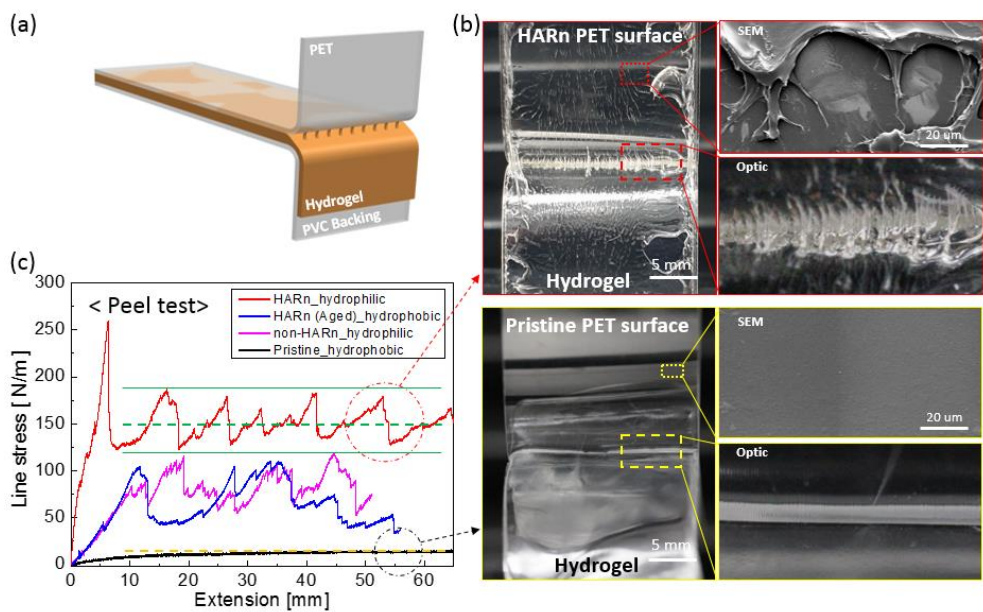 (a)
PET
Hydrogel
PVC Backing
(b)
HARn PET surface
5 mm
Hydrogel
SEM
20 um
Optic
Pristine PET surface
5 mm
Hydrogel
SEM
20 um
Optic
(c)
< Peel test>
HARn_hydrophilic
HARn (Aged)_hydrophobic
non-HARn_hydrophilic
Pristine_hydrophobic
Line stress [ N/m]
300
250
200
150
100
50
0
0 10 20 30 40 50 60
Extension [mm]